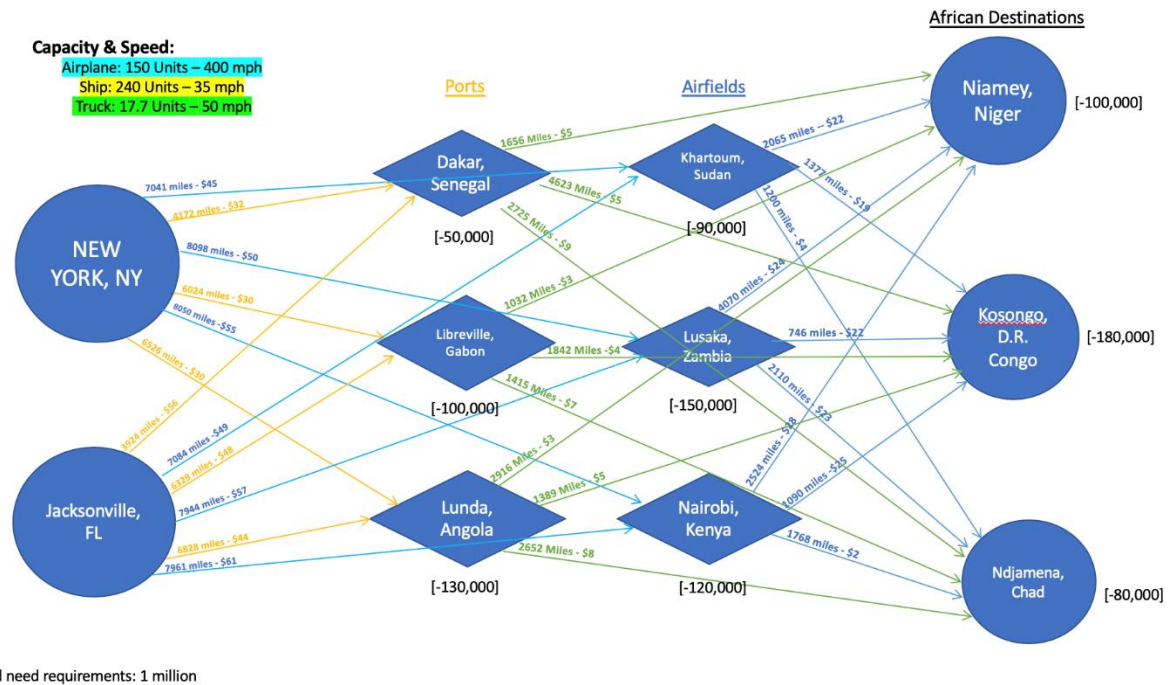 African Destinations
Capacity & Speed:
Airplane: 150 Units – 400 mph
Ship: 240 Units – 35 mph
Truck: 17.7 Units – 50 mph
Ports
Airfields
NEW
YORK, NY
Jacksonville,
FL
Dakar,
Senegal
[-50,000]
Libreville,
Gabon
[-100,000]
Lunda,
Angola
[-130,000]
Khartoum,
Sudan
[-90,000]
Lusaka,
Zambia
[-150,000]
Nairobi,
Kenya
[-120,000]
Niamey,
Niger
[-100,000]
Kosongo,
D.R.
Congo
[-180,000]
Ndjamena,
Chad
[-80,000]
7041 miles - $45
4172 miles - $32
8098 miles - $50
6024 miles - $30
8050 miles -$55
6526 miles - $30
3924 miles - $56
7084 miles -$49
6329 miles - $48
7944 miles - $57
6828 miles - $44
7961 miles - $61
1656 Miles - $5
4623 Miles - $5
2725 Miles - $9
1032 Miles -$3
1842 Miles -$4
1415 Miles - $7
2916 Miles - $3
1389 Miles - $5
2652 Miles - $8
2065 miles -- $22
1377 miles - $19
1200 miles - $4
4070 miles - $24
746 miles - $22
2110 miles - $23
2524 miles - $28
1090 miles -$25
1768 miles - $2
need requirements: 1 million